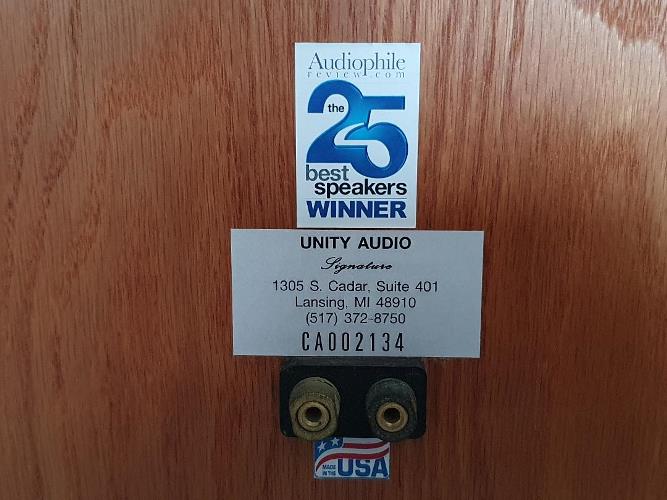 Audiophile
review.com
the
25
best
speakers
WINNER
UNITY AUDIO
Signature
1305 S. Cadar, Suite 401
Lansing, MI 48910
(517) 372-8750
CA002134
MADE
IN THE
USA